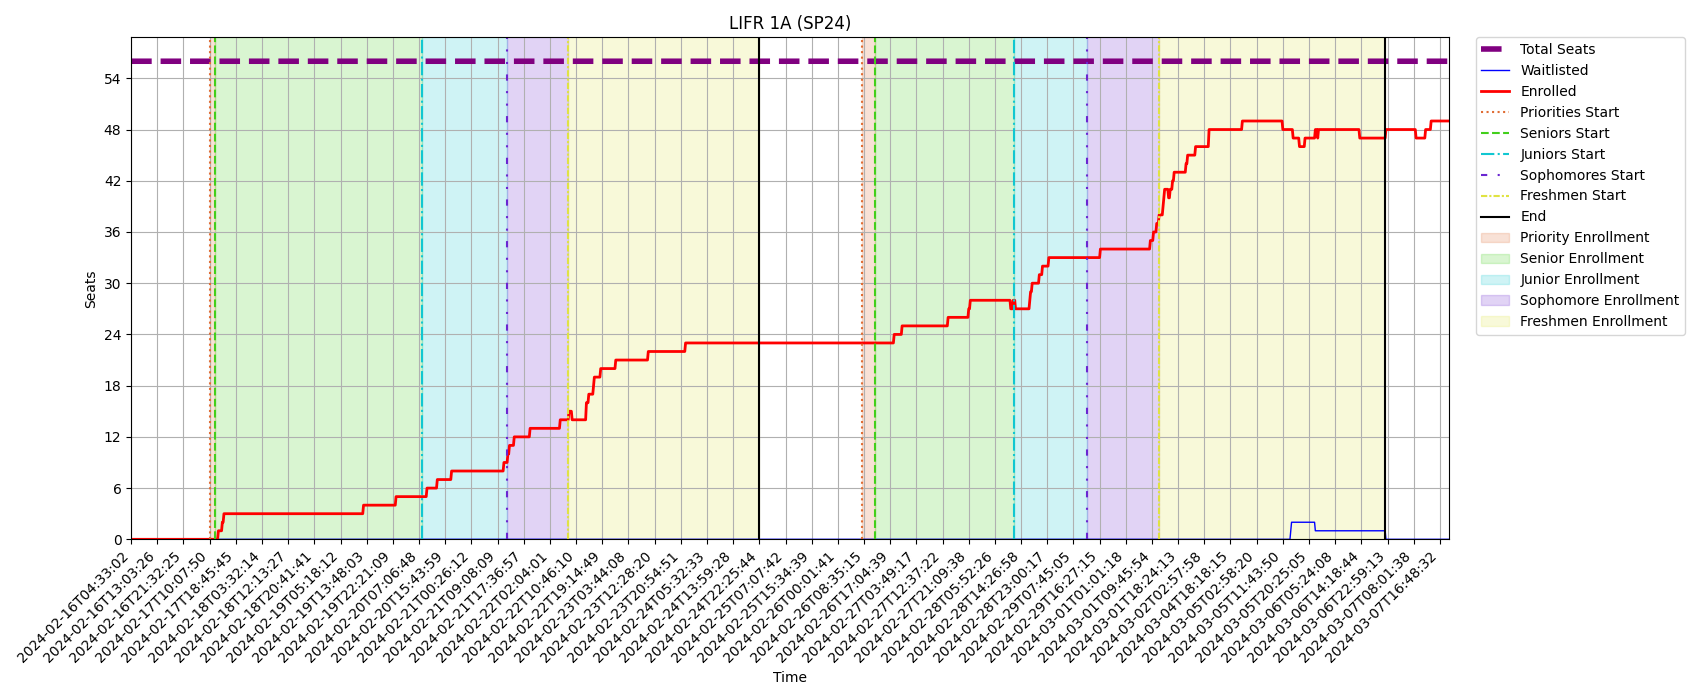 LIFR 1A (SP24)
Seats
54
48
42
36
30
24
18
12
6
0
2024-02-16T04:33:02
2024-02-16T13:03:26
2024-02-16T21:32:25
2024-02-17T10:07:50
2024-02-17T18:45:45
2024-02-18T03:32:14
2024-02-18T12:13:27
2024-02-18T20:41:41
2024-02-19T05:18:12
2024-02-19T13:48:03
2024-02-19T22:21:09
2024-02-20T07:06:48
2024-02-20T15:43:59
2024-02-21T00:26:12
2024-02-21T09:08:09
2024-02-21T17:36:57
2024-02-22T02:04:01
2024-02-22T10:46:10
2024-02-22T19:14:49
2024-02-23T03:44:08
2024-02-23T12:28:20
2024-02-23T20:54:51
2024-02-24T05:32:33
2024-02-24T13:59:28
2024-02-24T22:25:44
2024-02-25T07:07:42
2024-02-25T15:34:39
2024-02-26T00:01:41
2024-02-26T08:35:15
2024-02-26T17:04:39
2024-02-27T03:49:17
2024-02-27T12:37:22
2024-02-27T21:09:38
2024-02-28T05:52:26
2024-02-28T14:26:58
2024-02-28T23:00:17
2024-02-29T07:45:05
2024-02-29T16:27:15
2024-03-01T01:01:18
2024-03-01T09:45:54
2024-03-01T18:24:13
2024-03-02T02:57:58
2024-03-04T18:18:15
2024-03-05T02:58:20
2024-03-05T11:43:50
2024-03-05T20:25:05
2024-03-06T05:24:08
2024-03-06T14:18:44
2024-03-06T22:59:13
2024-03-07T08:01:38
2024-03-07T16:48:32
Time
Total Seats
Waitlisted
Enrolled
Priorities Start
Seniors Start
Juniors Start
Sophomores Start
Freshmen Start
End
Priority Enrollment
Senior Enrollment
Junior Enrollment
Sophomore Enrollment
Freshmen Enrollment